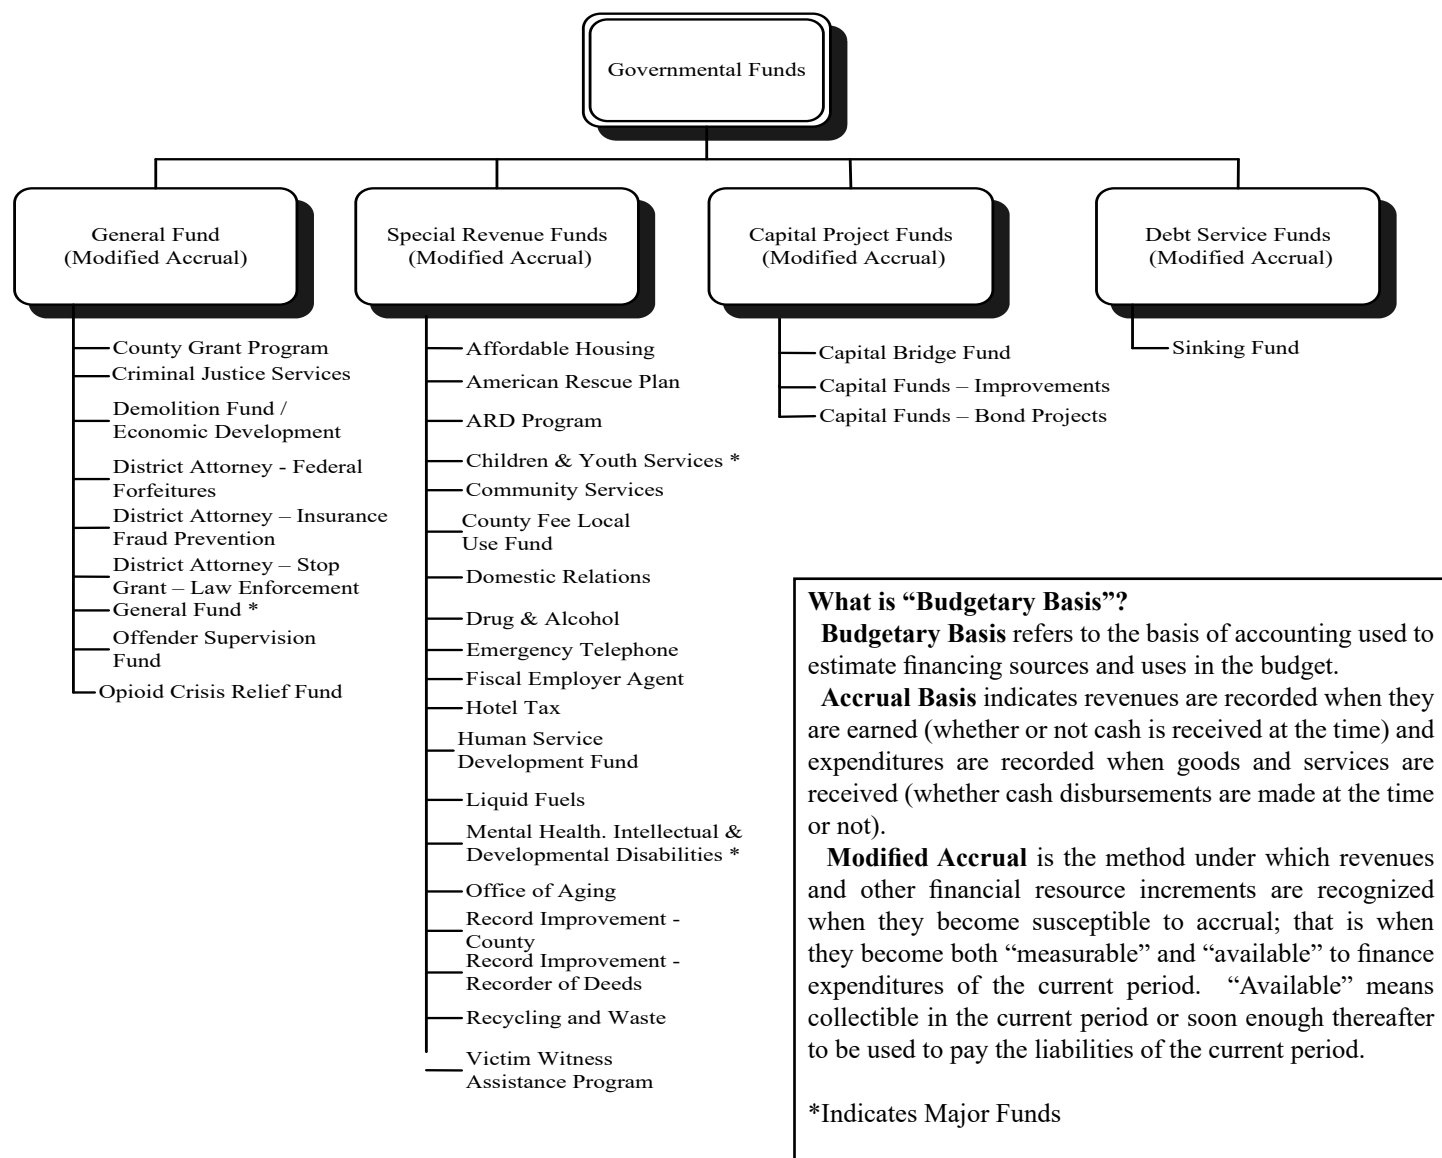 Governmental Funds
General Fund
(Modified Accrual)
Special Revenue Funds
(Modified Accrual)
Capital Project Funds
(Modified Accrual)
Debt Service Funds
(Modified Accrual)
County Grant Program
Criminal Justice Services
Demolition Fund /
Economic Development
District Attorney - Federal
Forfeitures
District Attorney – Insurance
Fraud Prevention
District Attorney – Stop
Grant – Law Enforcement
General Fund *
Offender Supervision
Fund
Opioid Crisis Relief Fund
Affordable Housing
American Rescue Plan
ARD Program
Children & Youth Services *
Community Services
County Fee Local
Use Fund
Domestic Relations
Drug & Alcohol
Emergency Telephone
Fiscal Employer Agent
Hotel Tax
Human Service
Development Fund
Liquid Fuels
Mental Health. Intellectual &
Developmental Disabilities *
Office of Aging
Record Improvement -
County
Record Improvement -
Recorder of Deeds
Recycling and Waste
Victim Witness
Assistance Program
Capital Bridge Fund
Capital Funds – Improvements
Capital Funds – Bond Projects
Sinking Fund
What is “Budgetary Basis”?
Budgetary Basis refers to the basis of accounting used to
estimate financing sources and uses in the budget.
Accrual Basis indicates revenues are recorded when they
are earned (whether or not cash is received at the time) and
expenditures are recorded when goods and services are
received (whether cash disbursements are made at the time
or not).
Modified Accrual is the method under which revenues
and other financial resource increments are recognized
when they become susceptible to accrual; that is when
they become both “measurable” and “available” to finance
expenditures of the current period. “Available” means
collectible in the current period or soon enough thereafter
to be used to pay the liabilities of the current period.
*Indicates Major Funds